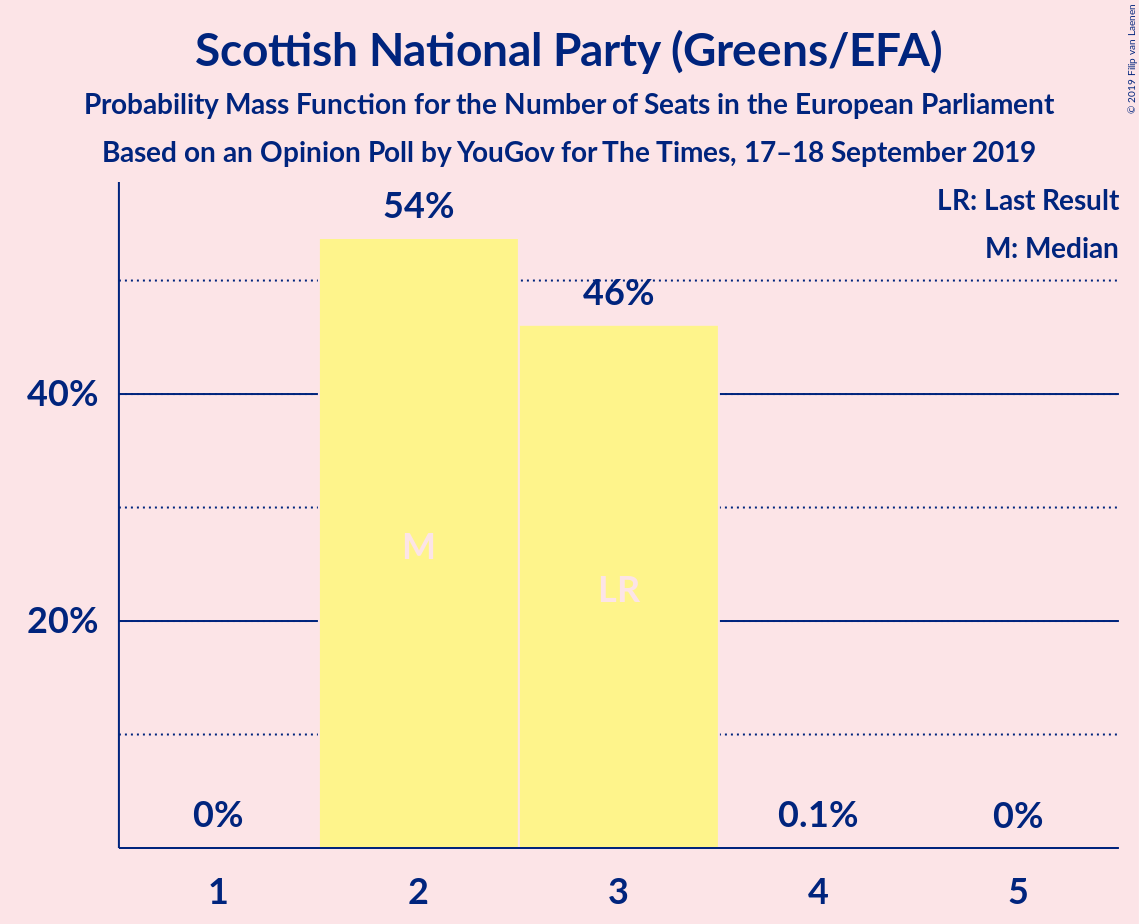 Scottish National Party (Greens/EFA)
Probability Mass Function for the Number of Seats in the European Parliament
Based on an Opinion Poll by YouGov for The Times, 17–18 September 2019
© 2019 Filip van Laenen
LR: Last Result
M: Median
54%
46%
40%
M
LR
20%
0%
0.1%
0%
1 2 3 4 5